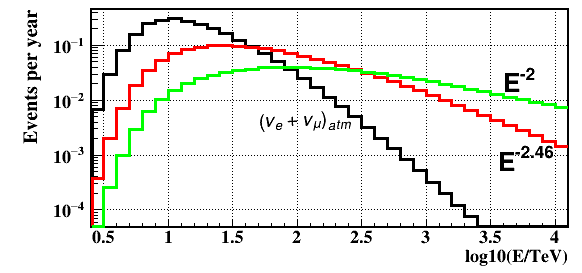 Events per year
10⁻¹
10⁻²
10⁻³
10⁻⁴
E⁻²
(νₑ + ν_μ)ₐₜₘ
E⁻²·⁴⁶
0.5 1 1.5 2 2.5 3 3.5 4
log10(E/TeV)